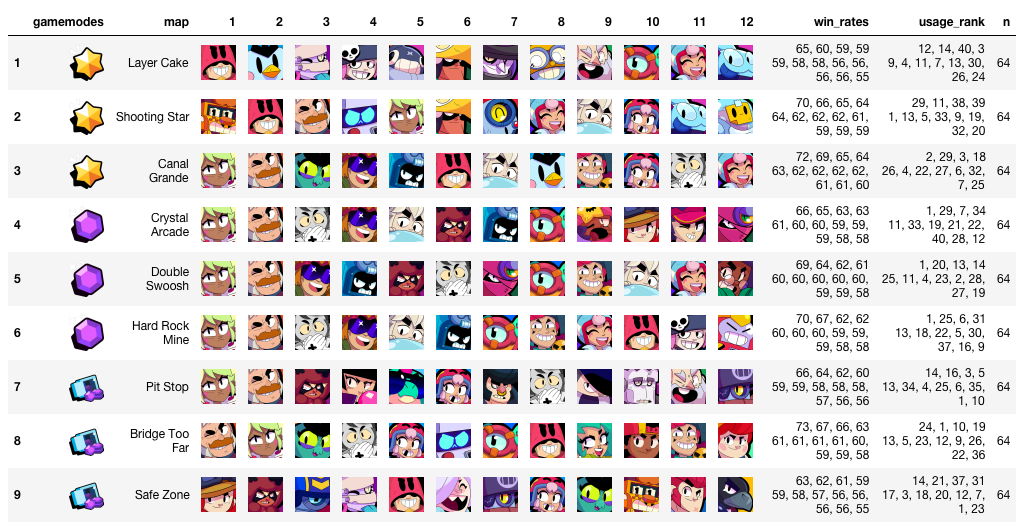 gamemodes map 1 2 3 4 5 6 7 8 9 10 11 12 win_rates usage_rank n
1 Layer Cake 65, 60, 59, 59 12, 14, 40, 3
59, 58, 58, 56, 56, 9, 4, 11, 7, 13, 30, 64
56, 56, 55 26, 24
2 Shooting Star 70, 66, 65, 64 29, 11, 38, 39
64, 62, 62, 62, 61, 1, 13, 5, 33, 9, 19, 64
59, 59, 59 32, 20
3 Canal 72, 69, 65, 64 2, 29, 3, 18
Grande 63, 62, 62, 62, 62, 26, 4, 22, 27, 6, 32, 64
61, 61, 60 7, 25
4 Crystal 66, 65, 63, 63 1, 29, 7, 34
Arcade 61, 60, 60, 59, 59, 11, 33, 19, 21, 22, 64
59, 58, 58 40, 28, 12
5 Double 69, 64, 62, 61 1, 20, 13, 14
Swoosh 60, 60, 60, 60, 60, 25, 11, 4, 23, 2, 28, 64
59, 59, 58 27, 19
6 Hard Rock 70, 67, 62, 62 1, 25, 6, 31
Mine 60, 60, 60, 59, 59, 13, 18, 22, 5, 30, 64
59, 58, 58 37, 16, 9
7 Pit Stop 66, 64, 62, 60 14, 16, 3, 5
59, 59, 58, 58, 58, 13, 34, 4, 25, 6, 35, 64
57, 56, 56 1, 10
8 Bridge Too 73, 67, 66, 63 24, 1, 10, 19
Far 61, 61, 61, 61, 60, 13, 5, 23, 12, 9, 26, 64
59, 59, 58 22, 36
9 Safe Zone 63, 62, 61, 59 14, 21, 37, 31
59, 58, 57, 56, 56, 17, 3, 18, 20, 12, 7, 64
56, 56, 55 1, 23